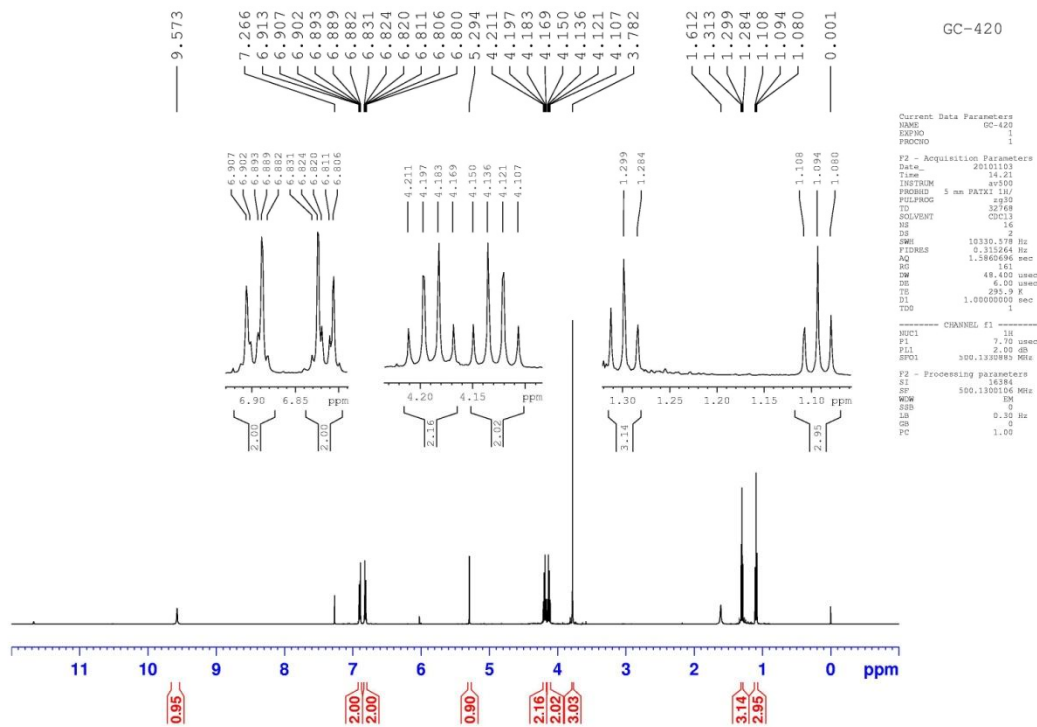 9.573
7.266
6.913
6.907
6.902
6.893
6.889
6.882
6.831
6.824
6.820
6.811
6.806
6.800
5.294
4.211
4.197
4.183
4.169
4.150
4.136
4.121
4.107
3.782
1.612
1.313
1.299
1.284
1.108
1.094
1.080
0.001
GC-420
6.907
6.902
6.893
6.889
6.882
6.831
6.824
6.820
6.811
6.806
4.211
4.197
4.183
4.169
4.150
4.136
4.121
4.107
1.299
1.284
1.108
1.094
1.080
6.90 6.85 ppm
4.20 4.15 ppm
1.30 1.25 1.20 1.15 1.10 ppm
2.00 2.00 2.16 2.02 3.14 2.95
Current Data Parameters
NAME GC-420
EXPNO 1
PROCNO 1
F2 - Acquisition Parameters
Date_ 20101103
Time 14.21
INSTRUM av500
PROBHD 5 mm PATXI 1H/
PULPROG zg30
TD 32768
SOLVENT CDCl3
NS 16
DS 2
SWH 10330.578 Hz
FIDRES 0.315264 Hz
AQ 1.5860696 sec
RG 161
DW 48.400 usec
DE 6.00 usec
TE 295.9 K
D1 1.00000000 sec
TD0 1
======== CHANNEL f1 ========
NUC1 1H
P1 7.70 usec
PL1 2.00 dB
SFO1 500.1330885 MHz
F2 - Processing parameters
SI 16384
SF 500.1300106 MHz
WDW EM
SSB 0
LB 0.30 Hz
GB 0
PC 1.00
11 10 9 8 7 6 5 4 3 2 1 0 ppm
0.95 2.00 2.00 0.90 2.16 2.02 3.03 3.14 2.95